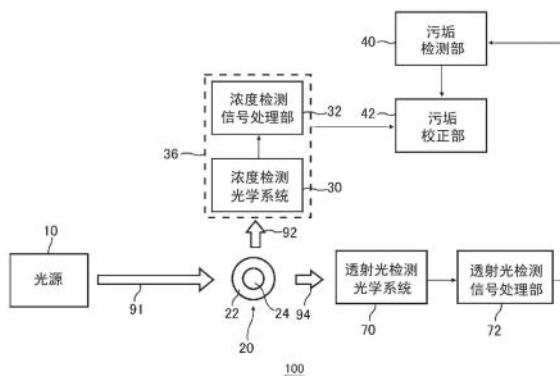 40
污垢
检测部
浓度检测
信号处理部
32
42
污垢
校正部
36
浓度检测
光学系统
30
92
10
光源
91
22
24
94
20
透射光检测
光学系统
70
透射光检测
信号处理部
72
100